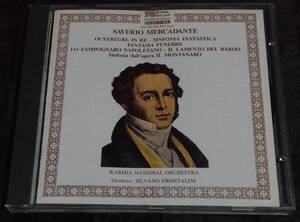 SAVERIO MERCADANTE
OUVERTURE IN RE - SINFONIA FANTASTICA
FANTASIA FUNEBRE
LO ZAMPOGNARO NAPOLETANO - IL LAMENTO DEL BARDO
Sinfonia dall'opera IL MONTANARO
WARMIA NATIONAL ORCHESTRA
Direttore: SILVANO FRONTALINI